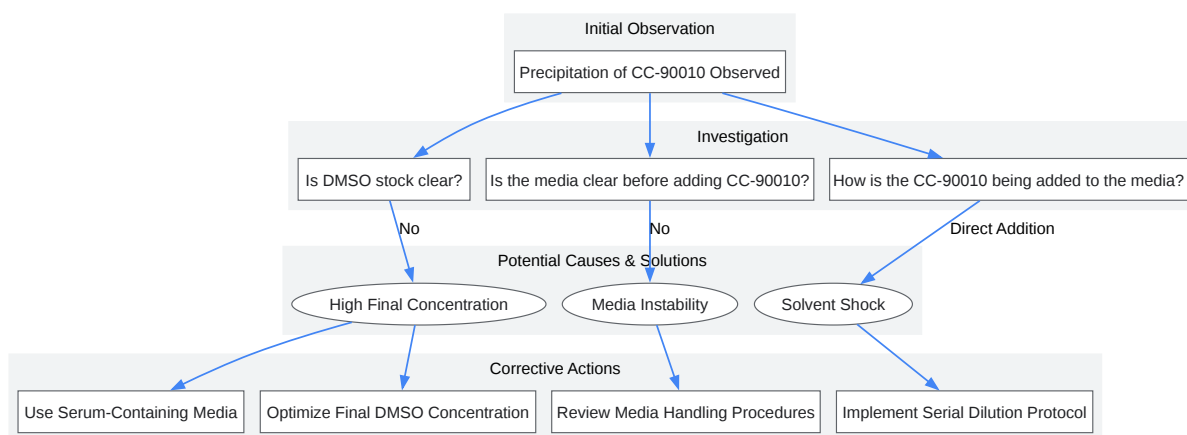 Initial Observation
Precipitation of CC-90010 Observed
Investigation
Is DMSO stock clear?
Is the media clear before adding CC-90010?
How is the CC-90010 being added to the media?
No
No
Direct Addition
Potential Causes & Solutions
High Final Concentration
Media Instability
Solvent Shock
Corrective Actions
Use Serum-Containing Media
Optimize Final DMSO Concentration
Review Media Handling Procedures
Implement Serial Dilution Protocol